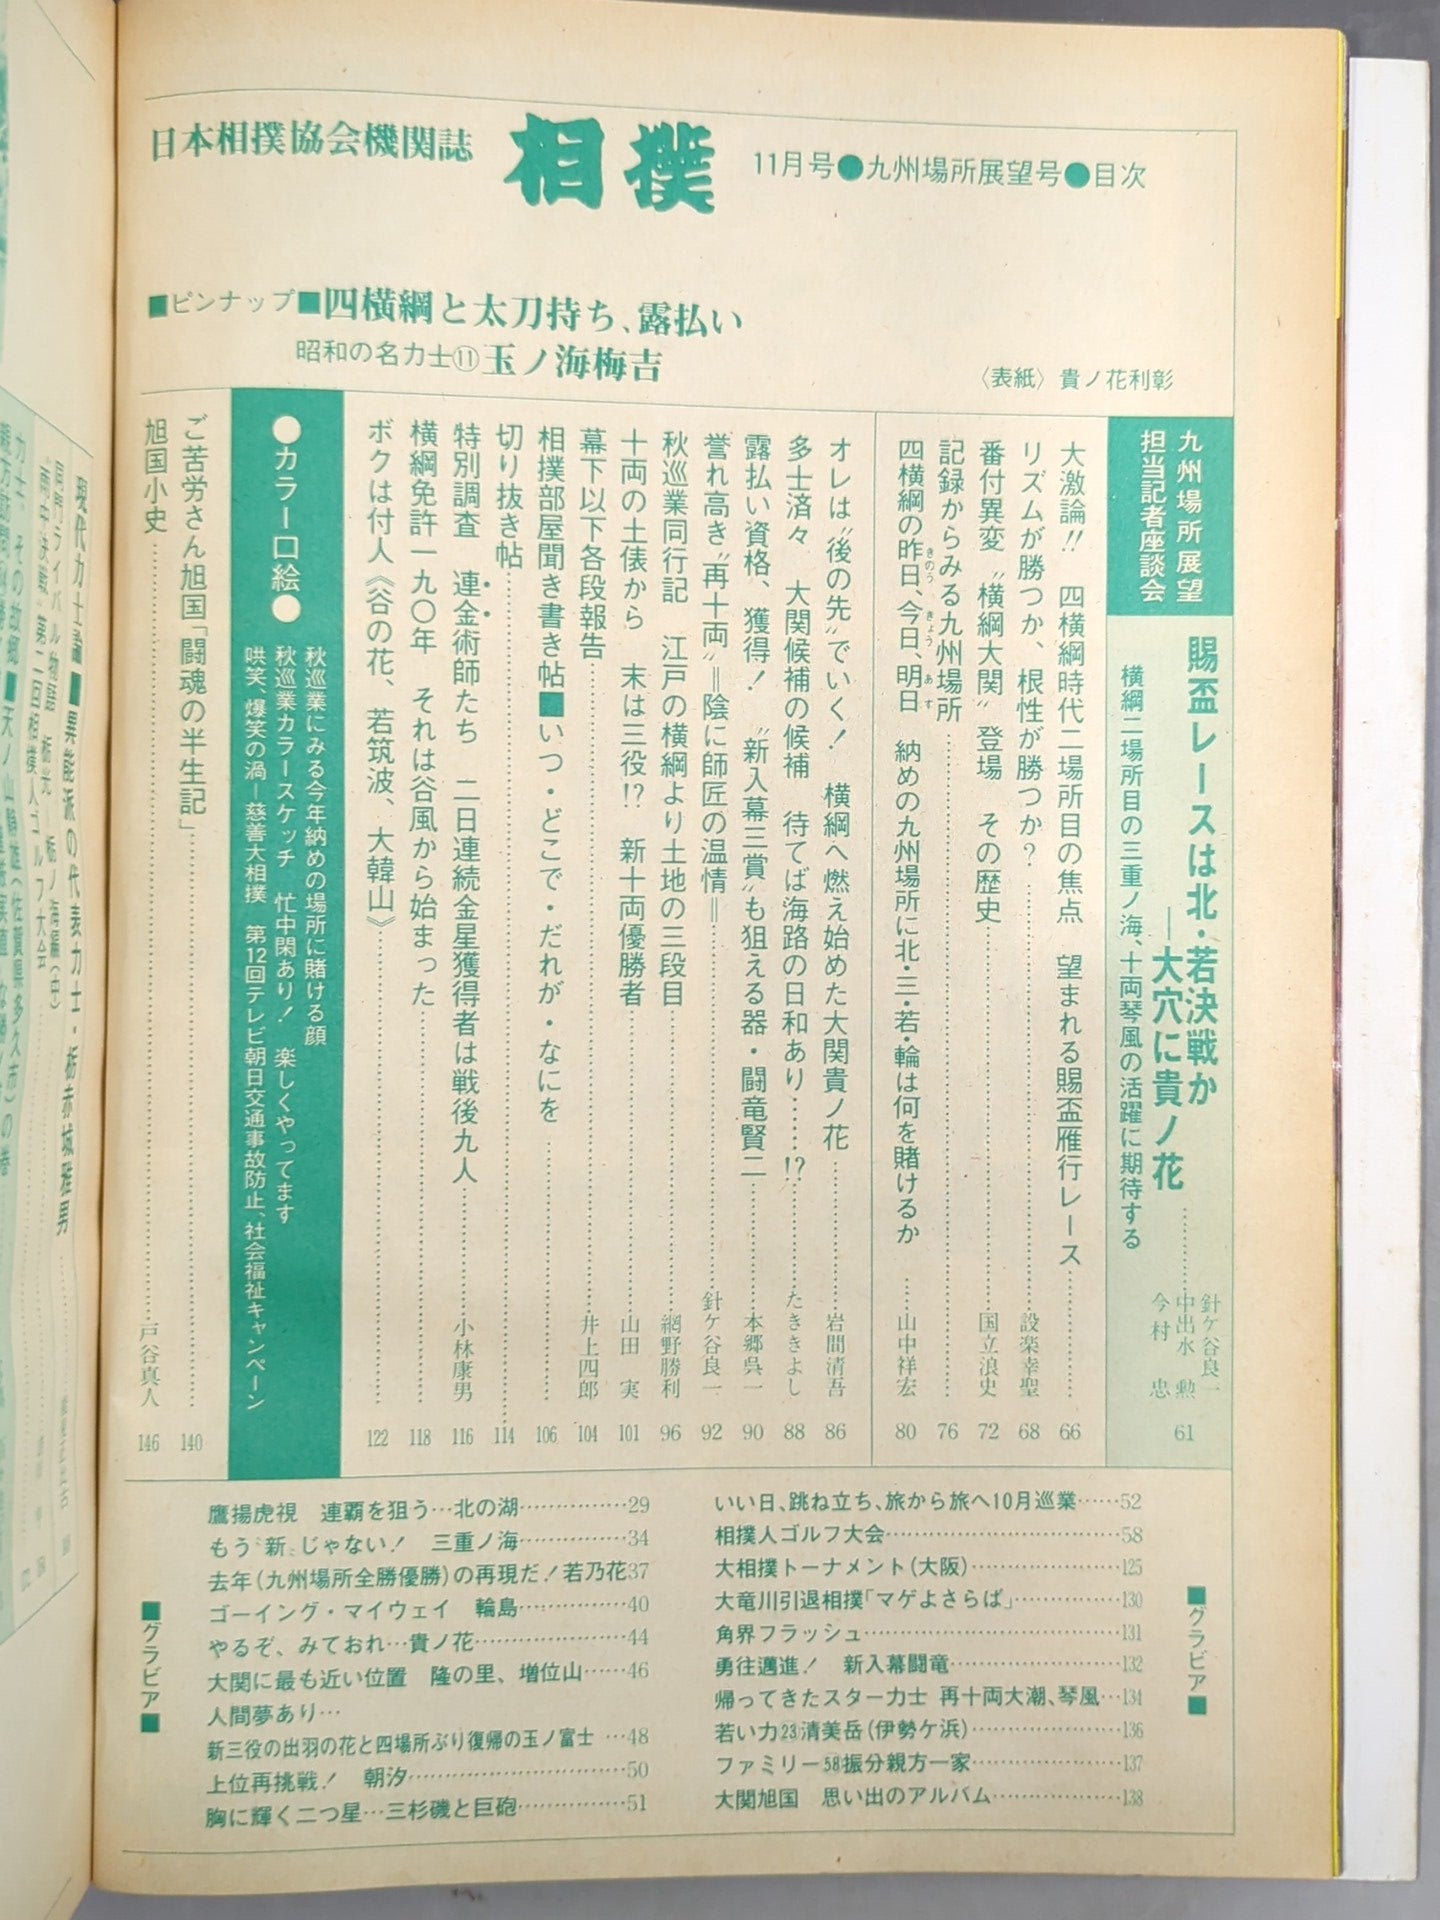 日本相撲協会機関誌 相撲 11月号●九州場所展望号●目次
■ピンナップ■四横綱と太刀持ち、露払い
昭和の名力士⑪玉ノ海梅吉
〈表紙〉貴ノ花利彰
九州場所展望
担当記者座談会
賜盃レースは北・若決戦か
―大穴に貴ノ花
横綱二場所目の三重ノ海、十両琴風の活躍に期待する
針ケ谷良一
中出水 勲
今村 忠
61
大激論!! 四横綱時代二場所目の焦点 望まれる賜盃雁行レース……66
リズムが勝つか、根性が勝つか?……設楽幸聖 68
番付異変 〝横綱大関〟登場 その歴史……国立浪史 72
記録からみる九州場所……76
四横綱の昨日、今日、明日 納めの九州場所に北・三・若・輪は何を賭けるか……山中祥宏 80
きのう きょう あす
オレは〝後の先〟でいく! 横綱へ燃え始めた大関貴ノ花……岩間清吾 86
多士済々 大関候補の候補 待てば海路の日和あり……!?……たききよし 88
露払い資格、獲得! 〝新入幕三賞〟も狙える器・闘竜賢二……本郷呉一 90
誉れ高き〝再十両〟=陰に師匠の温情=……針ケ谷良一 92
秋巡業同行記 江戸の横綱より土地の三段目……網野勝利 96
十両の土俵から 末は三役!? 新十両優勝者……山田 実 101
幕下以下各段報告……井上四郎 104
相撲部屋聞き書き帖■いつ・どこで・だれが・なにを……106
切り抜き帖……114
特別調査 連金術師たち 二日連続金星獲得者は戦後九人……小林康男 116
横綱免許一九〇年 それは谷風から始まった……118
ボクは付人《谷の花、若筑波、大韓山》……122
●カラー口絵●
秋巡業にみる今年納めの場所に賭ける顔
秋巡業カラースケッチ 忙中閑あり! 楽しくやってます
哄笑、爆笑の渦―慈善大相撲 第12回テレビ朝日交通事故防止、社会福祉キャンペーン
ご苦労さん旭国「闘魂の半生記」……140
旭国小史……戸谷真人 146
■グラビア■
いい日、跳ね立ち、旅から旅へ10月巡業……52
相撲人ゴルフ大会……58
大相撲トーナメント(大阪)……125
大竜川引退相撲「マゲよさらば」……130
角界フラッシュ……131
勇往邁進! 新入幕闘竜……132
帰ってきたスター力士 再十両大潮、琴風…134
若い力㉓清美岳(伊勢ケ浜)……136
ファミリー58振分親方一家……137
大関旭国 思い出のアルバム……138
鷹揚虎視 連覇を狙う…北の湖……29
もう〝新〟じゃない! 三重ノ海……34
去年(九州場所全勝優勝)の再現だ!若乃花37
ゴーイング・マイウェイ 輪島……40
やるぞ、みておれ…貴ノ花……44
大関に最も近い位置 隆の里、増位山……46
人間夢あり…
新三役の出羽の花と四場所ぶり復帰の玉ノ富士…48
上位再挑戦! 朝汐……50
胸に輝く二つ星…三杉磯と巨砲……51
■グラビア■
現代力士論■異能派の代表力士・栃赤城雅男